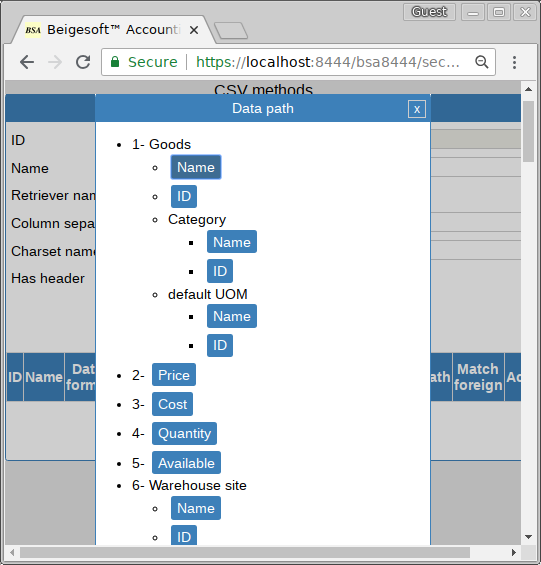 Guest
BSA Beigesoft™ Accounti
Secure https://localhost:8444/bsa8444/sec...
CSV methods
Data path x
ID
Name
Retriever nam
Column sepa
Charset name
Has header
1- Goods
Name
ID
Category
Name
ID
default UOM
Name
ID
2- Price
3- Cost
4- Quantity
5- Available
6- Warehouse site
Name
ID
ID Name Dat form ath Match foreign Ac